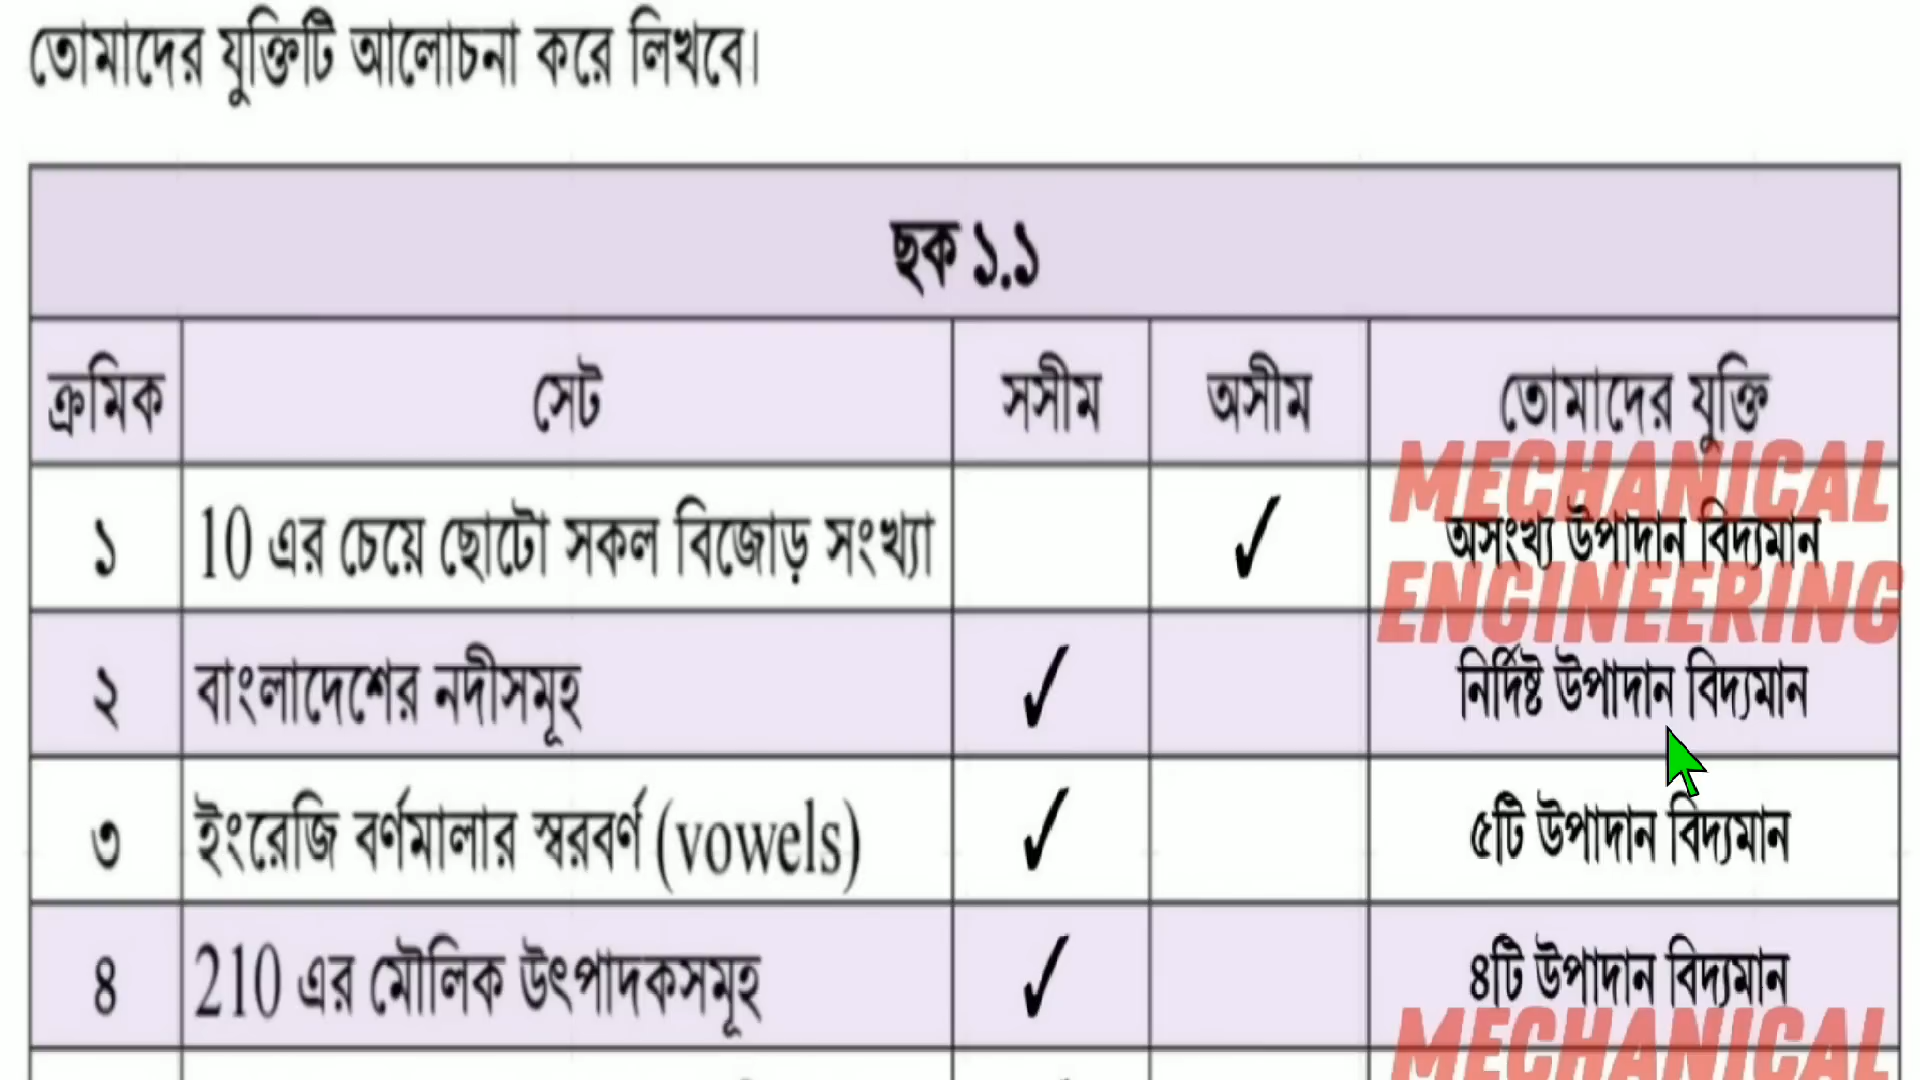 তোমাদের যুক্তিটি আলোচনা করে লিখবে।
ছক ১.১
ক্রমিক সেট সসীম অসীম তোমাদের যুক্তি
১ 10 এর চেয়ে ছোটো সকল বিজোড় সংখ্যা ✓ অসংখ্য উপাদান বিদ্যমান
MECHANICAL
ENGINEERING
২ বাংলাদেশের নদীসমূহ ✓ নির্দিষ্ট উপাদান বিদ্যমান
৩ ইংরেজি বর্ণমালার স্বরবর্ণ (vowels) ✓ ৫টি উপাদান বিদ্যমান
৪ 210 এর মৌলিক উৎপাদকসমূহ ✓ ৪টি উপাদান বিদ্যমান
MECHANICAL